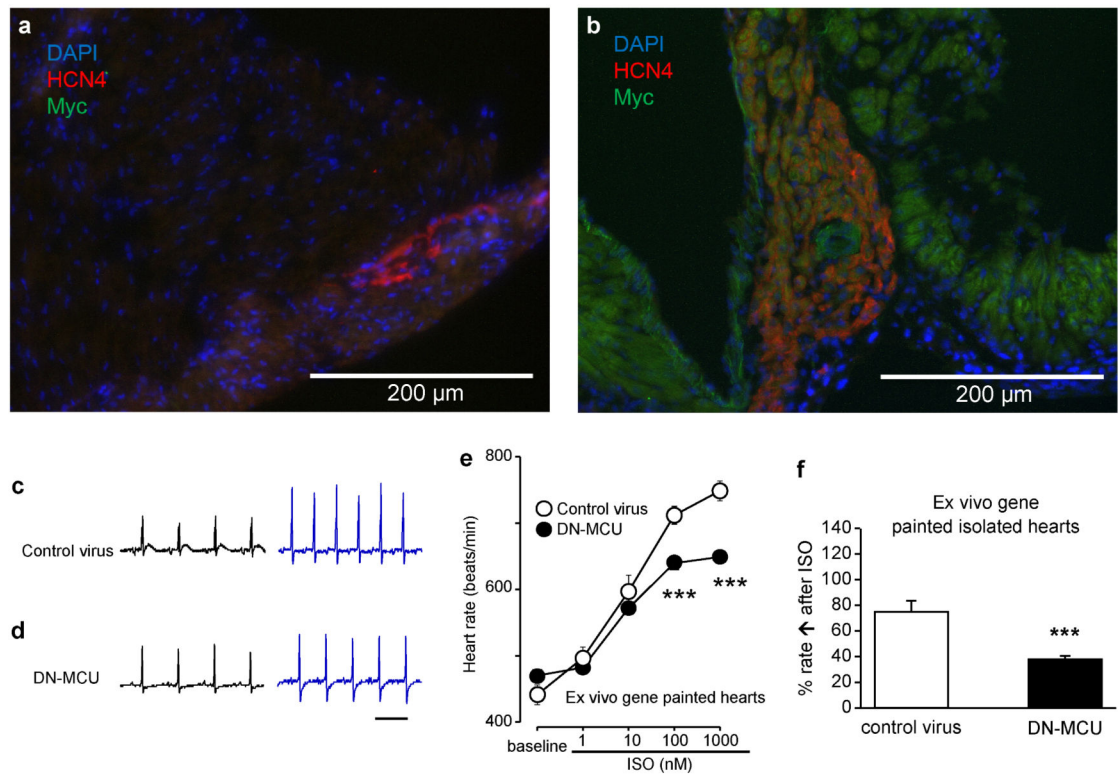 a
DAPI
HCN4
Myc
200 µm
b
DAPI
HCN4
Myc
200 µm
c
Control virus
d
DN-MCU
e
800
600
400
Heart rate (beats/min)
Control virus
DN-MCU
***
***
Ex vivo gene painted hearts
baseline 1 10 100 1000
ISO (nM)
f
Ex vivo gene
painted isolated hearts
140
120
100
80
60
40
20
0
% rate ↑ after ISO
***
control virus DN-MCU